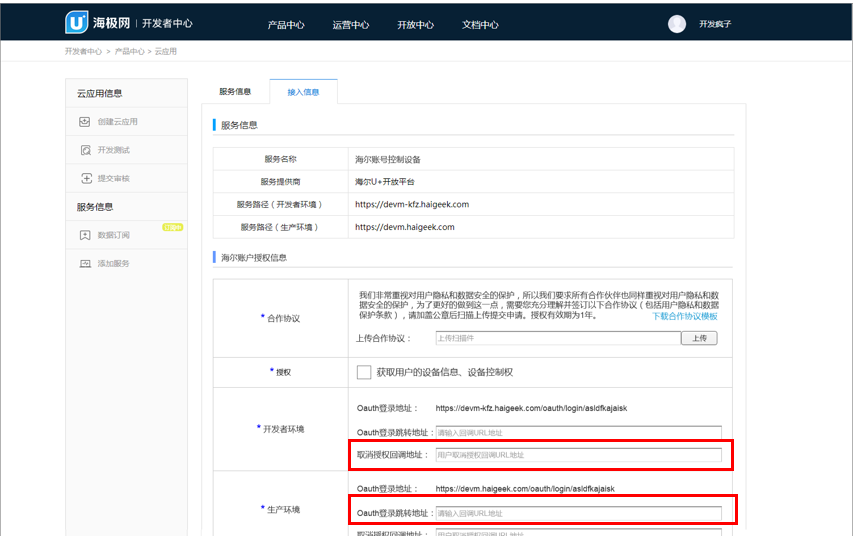 海极网 | 开发者中心
产品中心
运营中心
开放中心
文档中心
开发疯子
开发者中心 > 产品中心 > 云应用
云应用信息
创建云应用
开发测试
提交审核
服务信息
数据订阅
添加服务
服务信息
接入信息
服务信息
服务名称 海尔账号控制设备
服务提供商 海尔U+开放平台
服务路径（开发者环境） https://devm-kfz.haigeek.com
服务路径（生产环境） https://devm.haigeek.com
海尔账户授权信息
*合作协议
我们非常重视对用户隐私和数据安全的保护，所以我们要求所有合作伙伴也同样重视对用户隐私和数
据安全的保护，为了更好的做到这一点，需要您充分理解并签订以下合作协议（包括用户隐私和数据
保护条款），请加盖公章后扫描上传提交申请。授权有效期为1年。
下载合作协议模板
上传合作协议： 上传扫描件 上传
*授权 获取用户的设备信息、设备控制权
*开发者环境
Oauth登录地址： https://devm-kfz.haigeek.com/oauth/login/asldfkajaisk
Oauth登录跳转地址： 请输入回调URL地址
取消授权回调地址： 用户取消授权回调URL地址
*生产环境
Oauth登录地址： https://devm.haigeek.com/oauth/login/asldfkajaisk
Oauth登录跳转地址： 请输入回调URL地址
取消授权回调地址： 用户取消授权回调URL地址